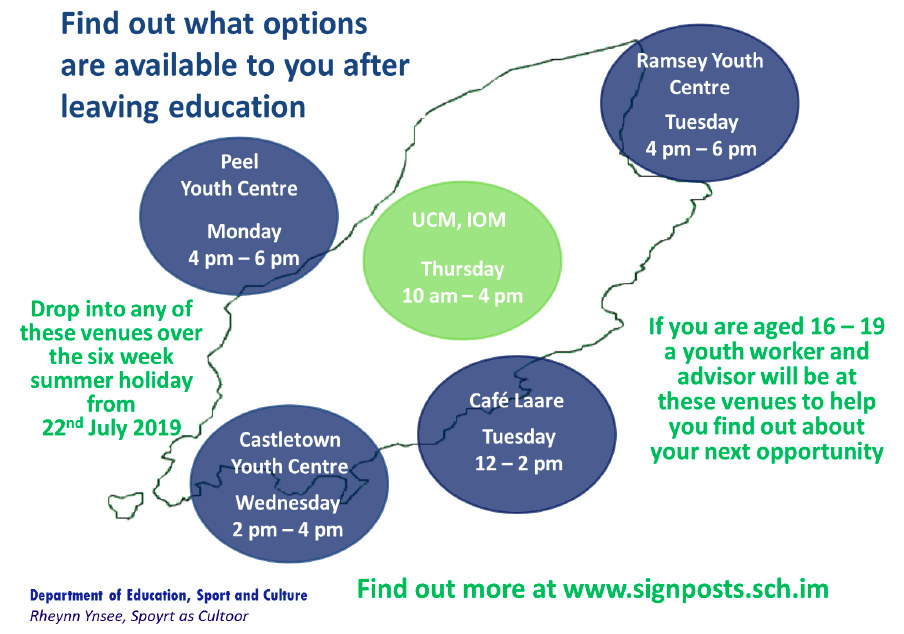 Find out what options
are available to you after
leaving education
Ramsey Youth
Centre
Tuesday
4 pm – 6 pm
Peel
Youth Centre
Monday
4 pm – 6 pm
UCM, IOM
Thursday
10 am – 4 pm
Drop into any of
these venues over
the six week
summer holiday
from
22nd July 2019
If you are aged 16 – 19
a youth worker and
advisor will be at
these venues to help
you find out about
your next opportunity
Café Laare
Tuesday
12 – 2 pm
Castletown
Youth Centre
Wednesday
2 pm – 4 pm
Find out more at www.signposts.sch.im
Department of Education, Sport and Culture
Rheynn Ynsee, Spoyrt as Cultoor